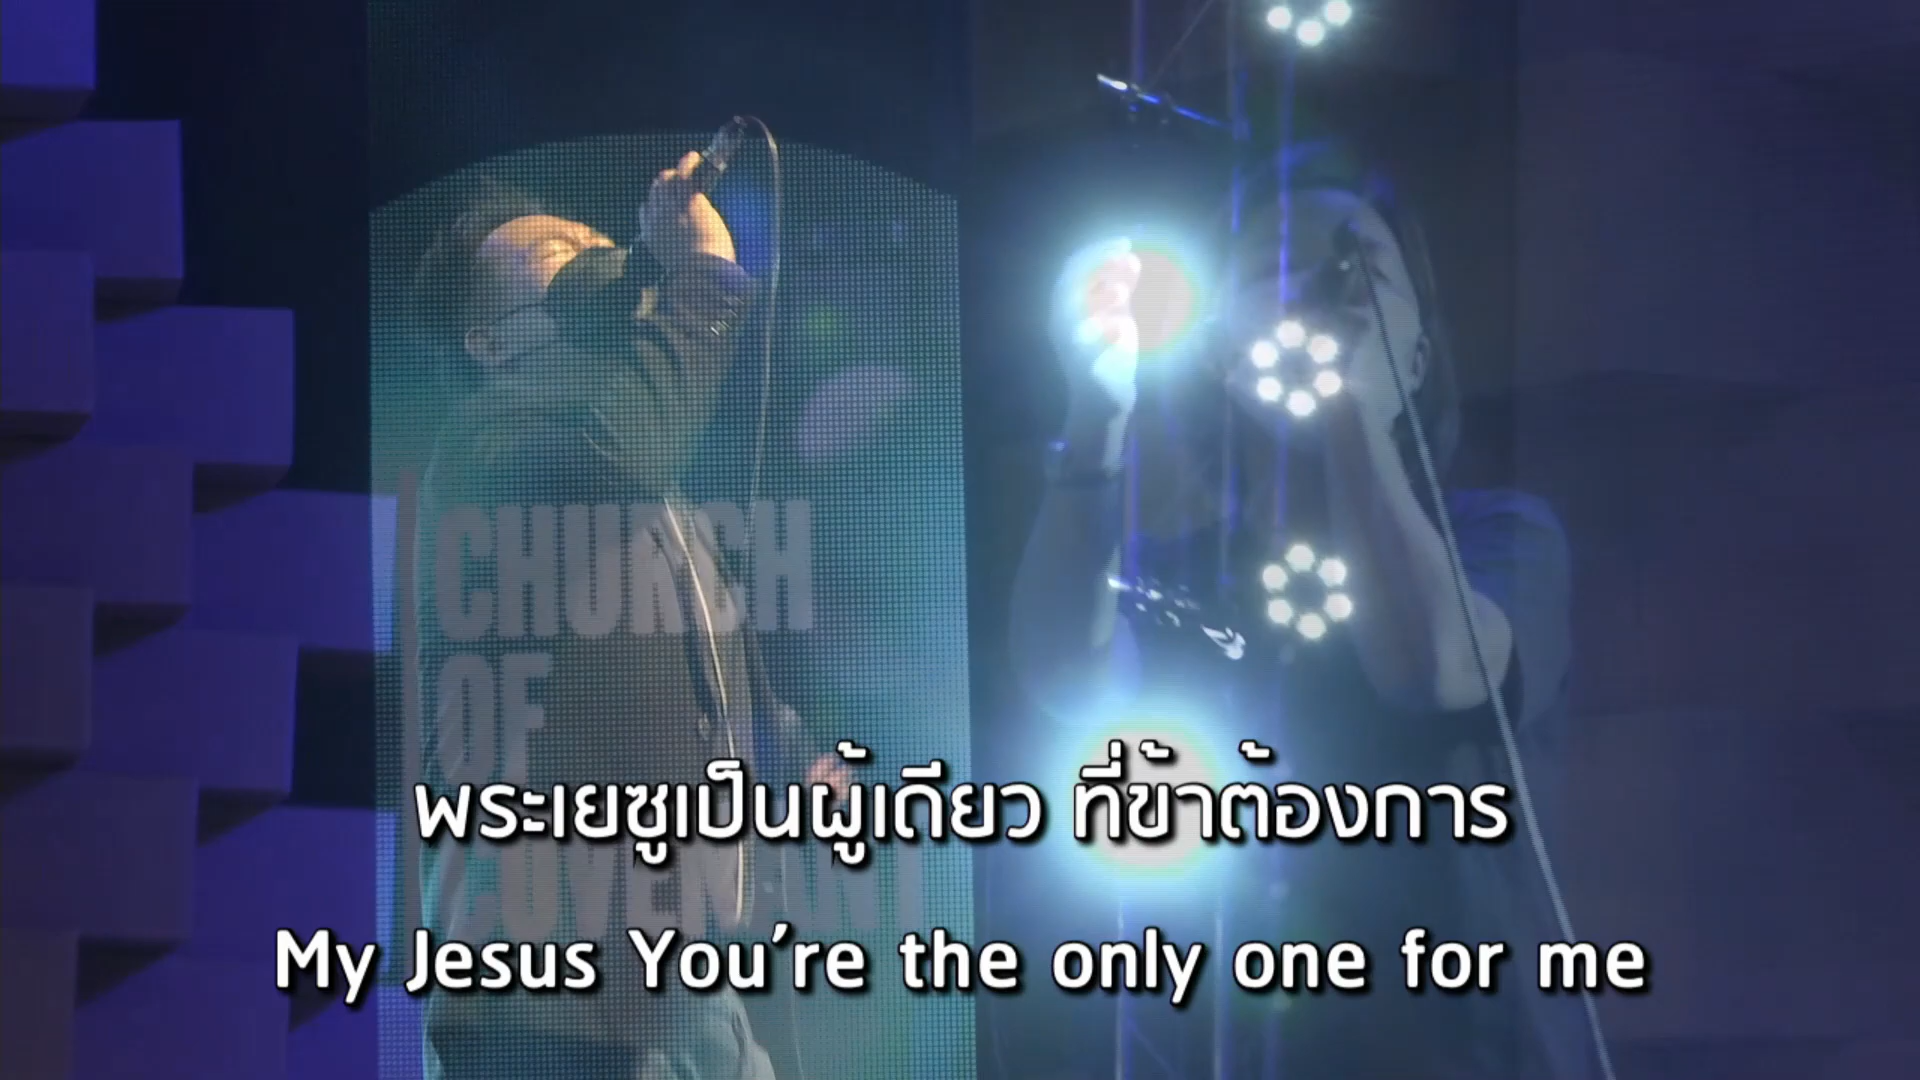 CHURCH
OF
COVENANT
พระเยซูเป็นผู้เดียว ที่ข้าต้องการ
My Jesus You're the only one for me